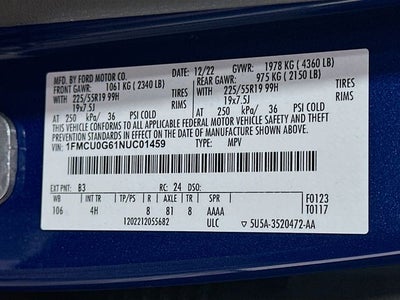 MFD. BY FORD MOTOR CO.
DATE: 12/22 GVWR: 1978 KG ( 4360 LB)
FRONT GAWR: 1061 KG ( 2340 LB) REAR GAWR: 975 KG ( 2150 LB)
WITH 225/55R19 99H TIRES WITH 225/55R19 99H TIRES
19x7.5J RIMS 19x7.5J RIMS
AT 250 kPa/ 36 PSI COLD AT 250 kPa/ 36 PSI COLD
THIS VEHICLE CONFORMS TO ALL APPLICABLE FEDERAL MOTOR VEHICLE SAFETY AND THEFT
PREVENTION STANDARDS IN EFFECT ON THE DATE OF MANUFACTURE SHOWN ABOVE.
VIN: 1FMCU0G61NUC01459 TYPE: MPV
EXT PNT: B3 RC: 24 DSO:
WB INT TR TP/PS R AXLE TR SPR F0123
106 4H 8 81 8 AAAA T0117
1202212055682 ULC 5U5A-3520472-AA